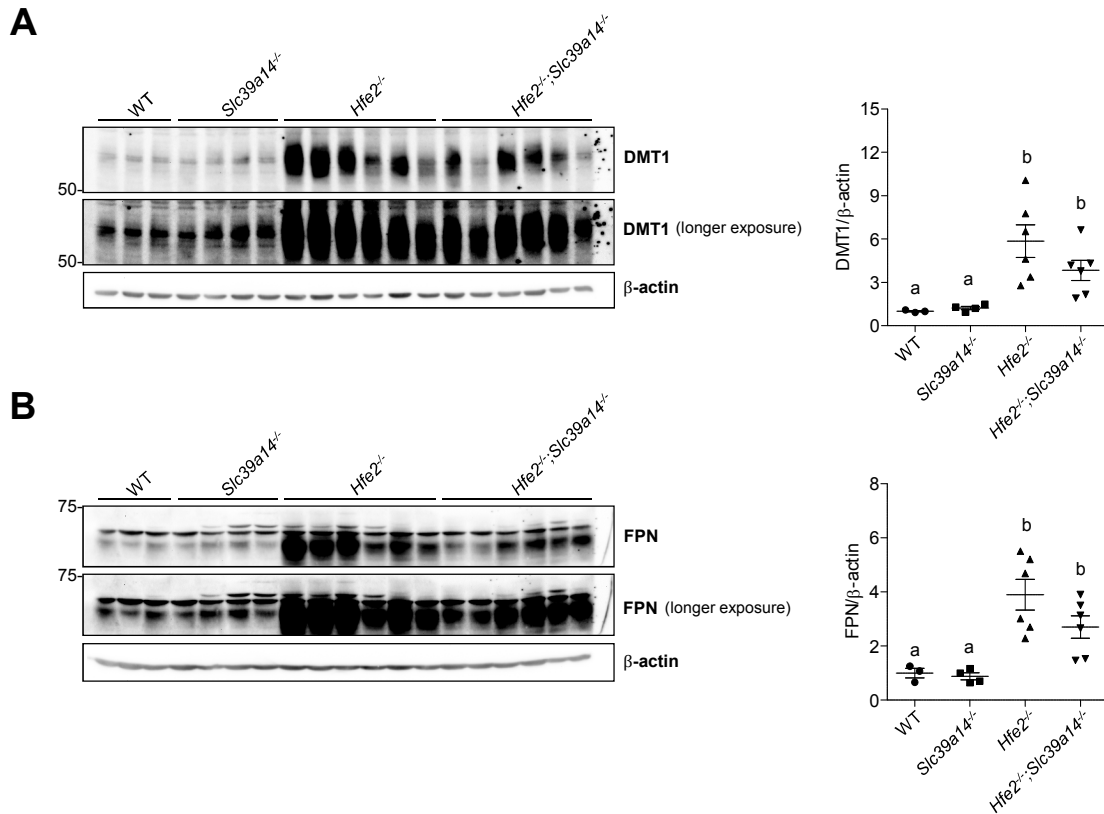 A
WT
Slc39a14-/-
Hfe2-/-
Hfe2-/-;Slc39a14-/-
DMT1
50-
DMT1 (longer exposure)
50-
β-actin
15
12
9
6
3
0
DMT1/β-actin
a
a
b
b
WT
Slc39a14-/-
Hfe2-/-
Hfe2-/-;Slc39a14-/-
B
WT
Slc39a14-/-
Hfe2-/-
Hfe2-/-;Slc39a14-/-
75-
FPN
75-
FPN (longer exposure)
β-actin
8
6
4
2
0
FPN/β-actin
a
a
b
b
WT
Slc39a14-/-
Hfe2-/-
Hfe2-/-;Slc39a14-/-